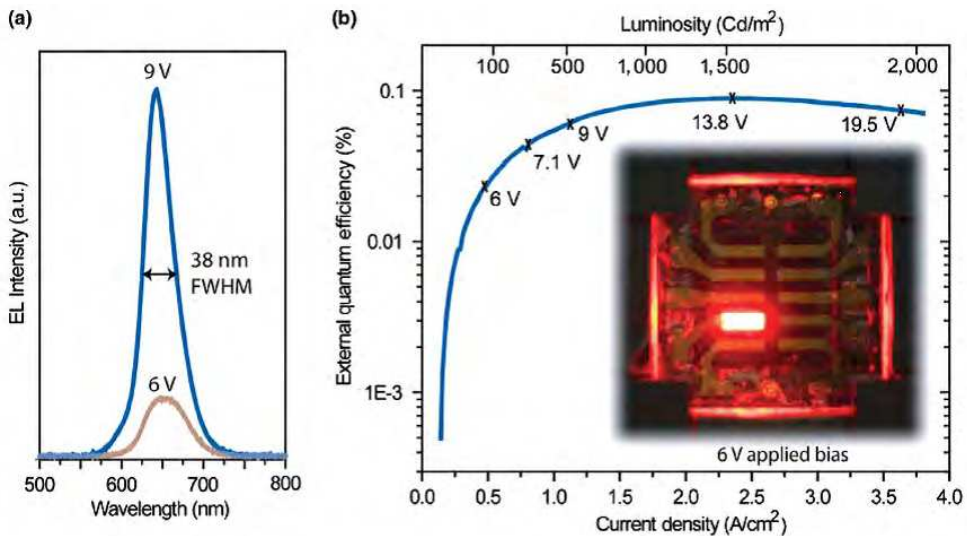 (a)
9 V
38 nm
FWHM
6 V
EL Intensity (a.u.)
500 600 700 800
Wavelength (nm)
(b)
Luminosity (Cd/m²)
100 500 1,000 1,500 2,000
0.1
0.01
1E-3
External quantum efficiency (%)
6 V
7.1 V
9 V
13.8 V
19.5 V
6 V applied bias
0.0 0.5 1.0 1.5 2.0 2.5 3.0 3.5 4.0
Current density (A/cm²)